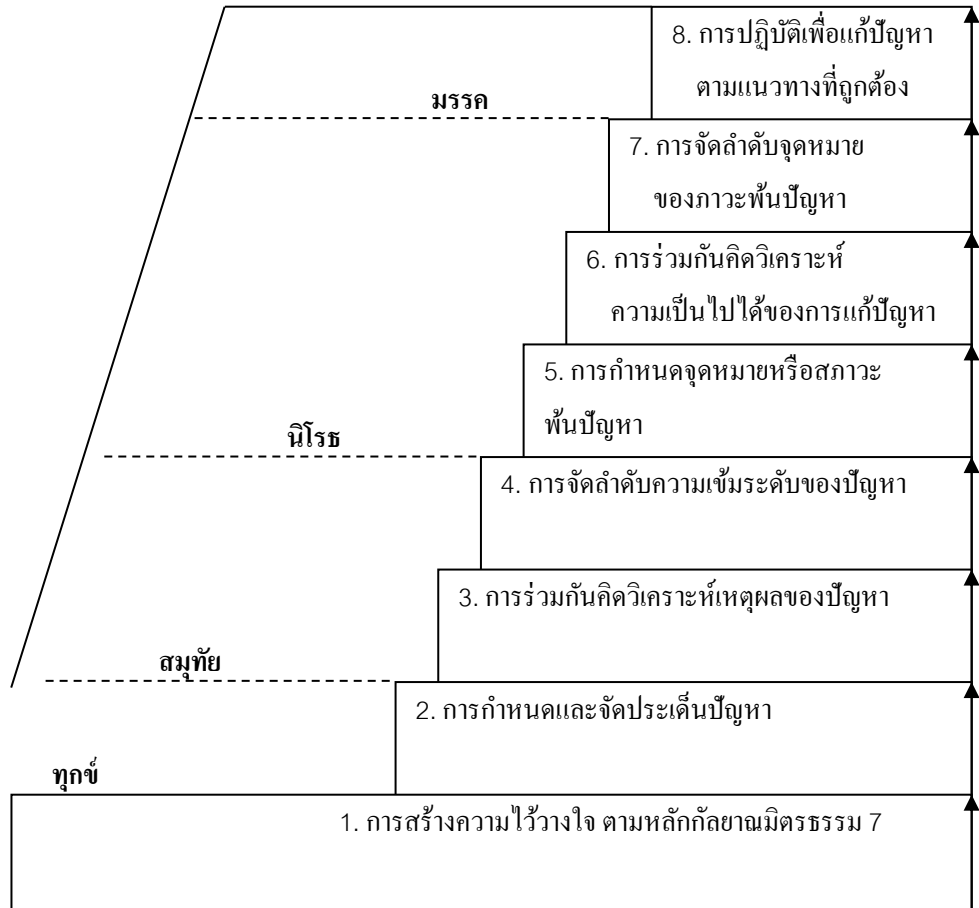 8. การปฏิบัติเพื่อแก้ปัญหา
ตามแนวทางที่ถูกต้อง
มรรค
7. การจัดลำดับจุดหมาย
ของภาวะพ้นปัญหา
6. การร่วมกันคิดวิเคราะห์
ความเป็นไปได้ของการแก้ปัญหา
5. การกำหนดจุดหมายหรือสภาวะ
พ้นปัญหา
นิโรธ
4. การจัดลำดับความเข้มระดับของปัญหา
3. การร่วมกันคิดวิเคราะห์เหตุผลของปัญหา
สมุทัย
2. การกำหนดและจัดประเด็นปัญหา
ทุกข์
1. การสร้างความไว้วางใจ ตามหลักกัลยาณมิตรธรรม 7